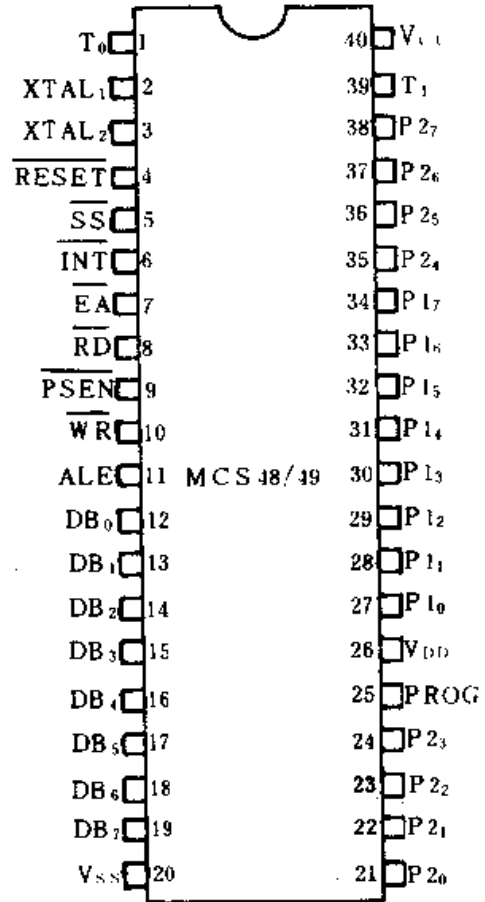 T₀ 1 40 Vcc
XTAL₁ 2 39 T₁
XTAL₂ 3 38 P2₇
RESET 4 37 P2₆
SS 5 36 P2₅
INT 6 35 P2₄
EA 7 34 P1₇
RD 8 33 P1₆
PSEN 9 32 P1₅
WR 10 31 P1₄
ALE 11 MCS 48/49 30 P1₃
DB₀ 12 29 P1₂
DB₁ 13 28 P1₁
DB₂ 14 27 P1₀
DB₃ 15 26 VDD
DB₄ 16 25 PROG
DB₅ 17 24 P2₃
DB₆ 18 23 P2₂
DB₇ 19 22 P2₁
Vss 20 21 P2₀